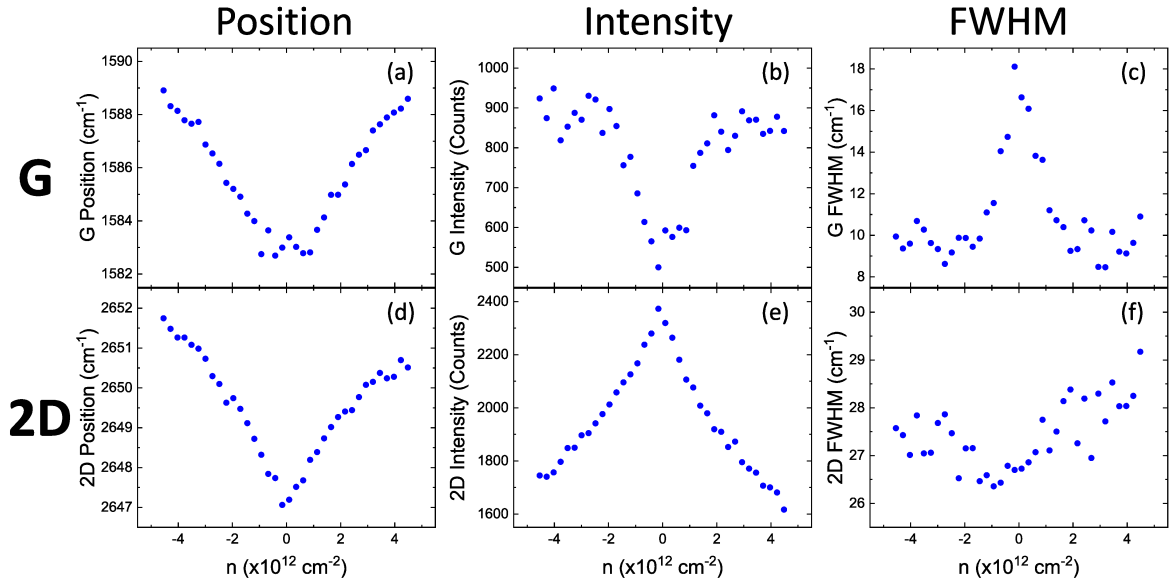 Position Intensity FWHM
G
2D
(a)
G Position (cm⁻¹)
1590
1588
1586
1584
1582
(b)
G Intensity (Counts)
1000
900
800
700
600
500
(c)
G FWHM (cm⁻¹)
18
16
14
12
10
8
(d)
2D Position (cm⁻¹)
2652
2651
2650
2649
2648
2647
-4 -2 0 2 4
n (x10¹² cm⁻²)
(e)
2D Intensity (Counts)
2400
2200
2000
1800
1600
-4 -2 0 2 4
n (x10¹² cm⁻²)
(f)
2D FWHM (cm⁻¹)
30
29
28
27
26
-4 -2 0 2 4
n (x10¹² cm⁻²)